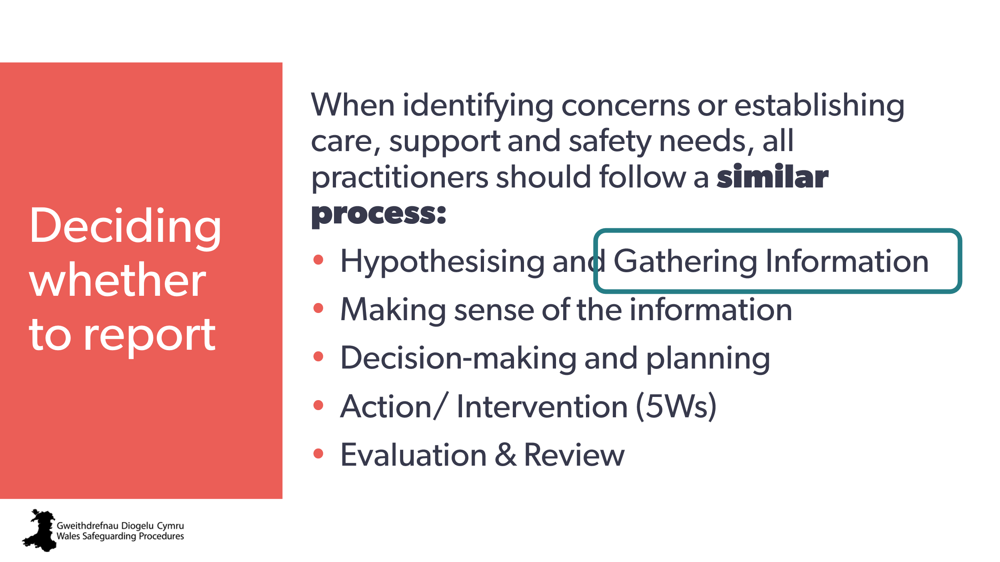 Deciding
whether
to report
When identifying concerns or establishing
care, support and safety needs, all
practitioners should follow a similar
process:
• Hypothesising and Gathering Information
• Making sense of the information
• Decision-making and planning
• Action/ Intervention (5Ws)
• Evaluation & Review
Gweithdrefnau Diogelu Cymru
Wales Safeguarding Procedures